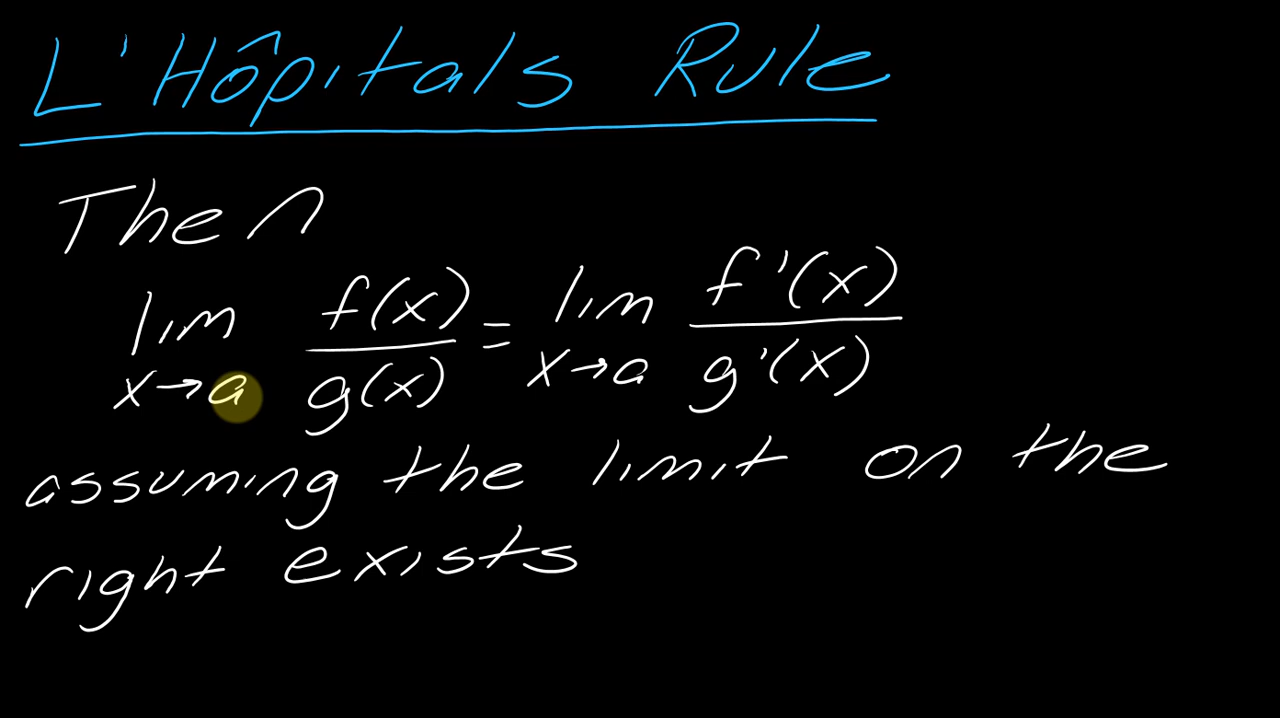 L'Hôpitals Rule
Then
lim x→a f(x)/g(x) = lim x→a f'(x)/g'(x)
assuming the limit on the
right exists